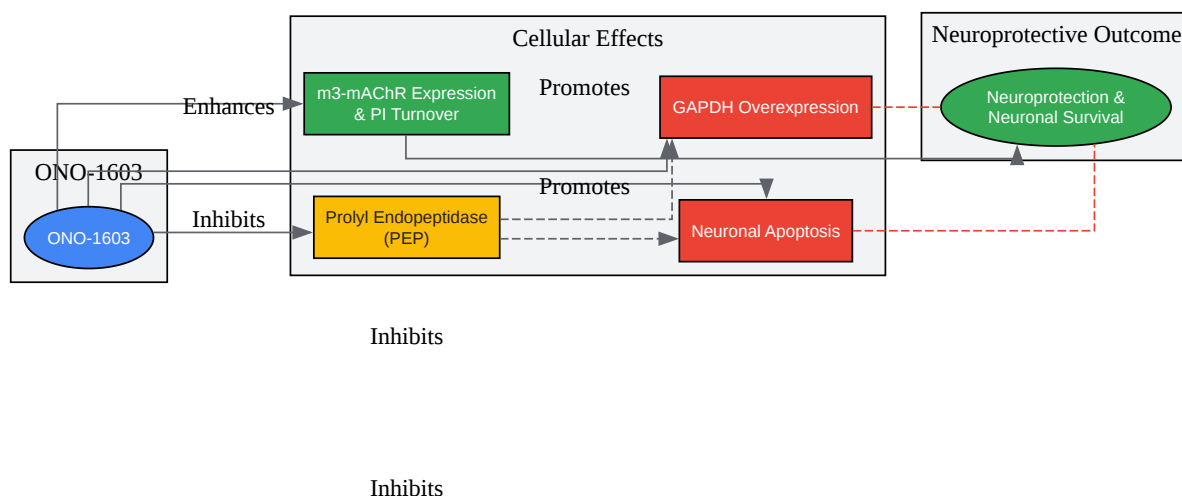 Cellular Effects
Neuroprotective Outcome
m3-mAChR Expression
& PI Turnover
Promotes
GAPDH Overexpression
Neuroprotection &
Neuronal Survival
Enhances
ONO-1603
Promotes
Inhibits
Prolyl Endopeptidase
(PEP)
Neuronal Apoptosis
ONO-1603
Inhibits
Inhibits